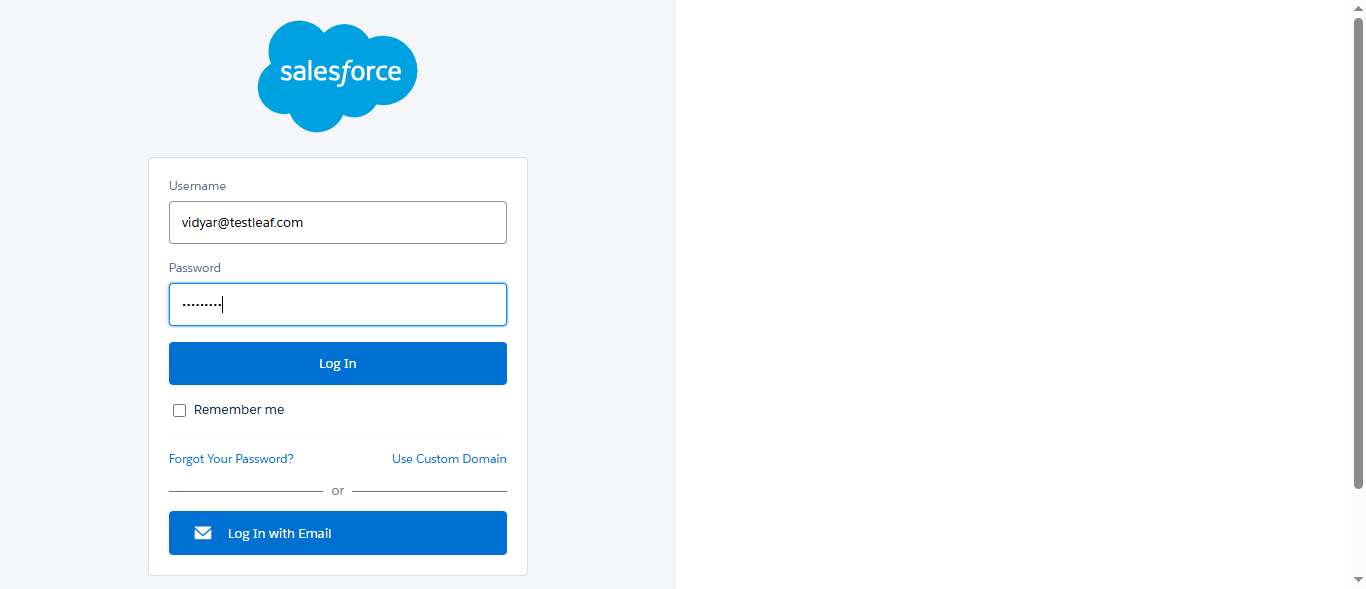 salesforce
Username
vidyar@testleaf.com
Password
•••••••••
Log In
Remember me
Forgot Your Password? Use Custom Domain
or
Log In with Email